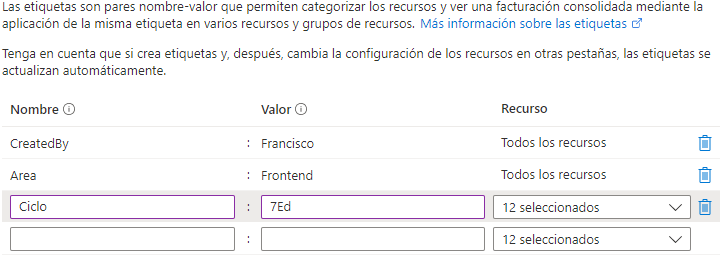 Las etiquetas son pares nombre-valor que permiten categorizar los recursos y ver una facturación consolidada mediante la
aplicación de la misma etiqueta en varios recursos y grupos de recursos. Más información sobre las etiquetas
Tenga en cuenta que si crea etiquetas y, después, cambia la configuración de los recursos en otras pestañas, las etiquetas se
actualizan automáticamente.
Nombre Valor Recurso
CreatedBy : Francisco Todos los recursos
Area : Frontend Todos los recursos
Ciclo : 7Ed 12 seleccionados
: 12 seleccionados